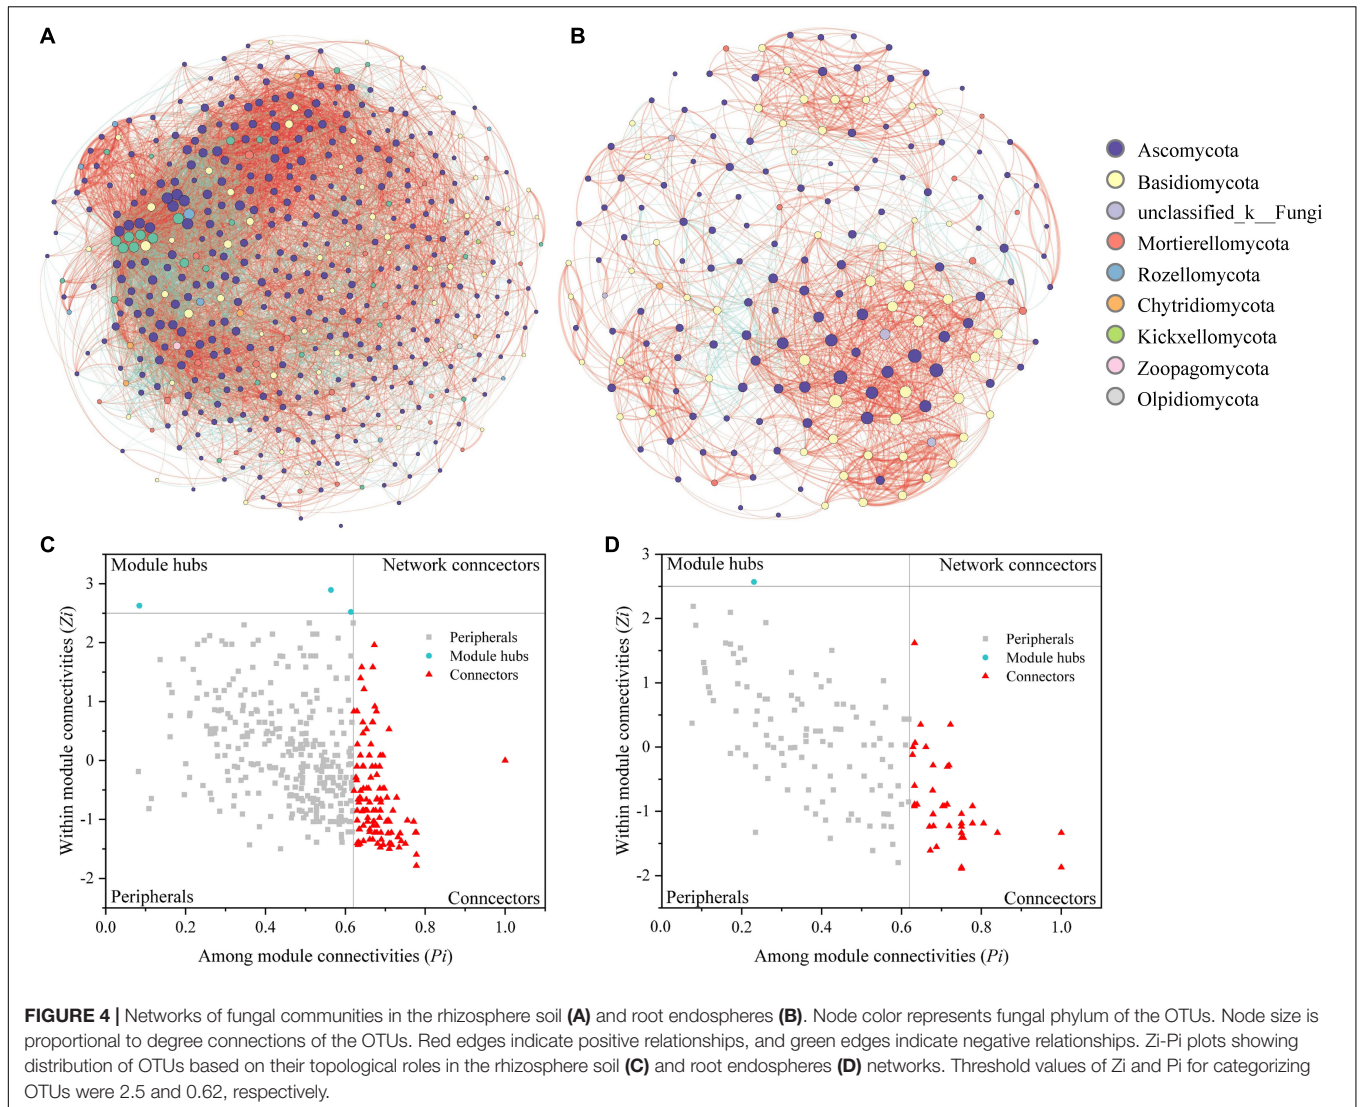 A
B
Ascomycota
Basidiomycota
unclassified_k__Fungi
Mortierellomycota
Rozellomycota
Chytridiomycota
Kickxellomycota
Zoopagomycota
Olpidiomycota
C
Module hubs
Network conncectors
Peripherals
Module hubs
Connectors
Peripherals
Conncectors
3
2
1
0
-1
-2
0.0
0.2
0.4
0.6
0.8
1.0
Within module connectivities (Zi)
Among module connectivities (Pi)
D
Module hubs
Network conncectors
Peripherals
Module hubs
Connectors
Peripherals
Conncectors
3
2
1
0
-1
-2
0.0
0.2
0.4
0.6
0.8
1.0
Within module connectivities (Zi)
Among module connectivities (Pi)
FIGURE 4 | Networks of fungal communities in the rhizosphere soil (A) and root endospheres (B). Node color represents fungal phylum of the OTUs. Node size is
proportional to degree connections of the OTUs. Red edges indicate positive relationships, and green edges indicate negative relationships. Zi-Pi plots showing
distribution of OTUs based on their topological roles in the rhizosphere soil (C) and root endospheres (D) networks. Threshold values of Zi and Pi for categorizing
OTUs were 2.5 and 0.62, respectively.